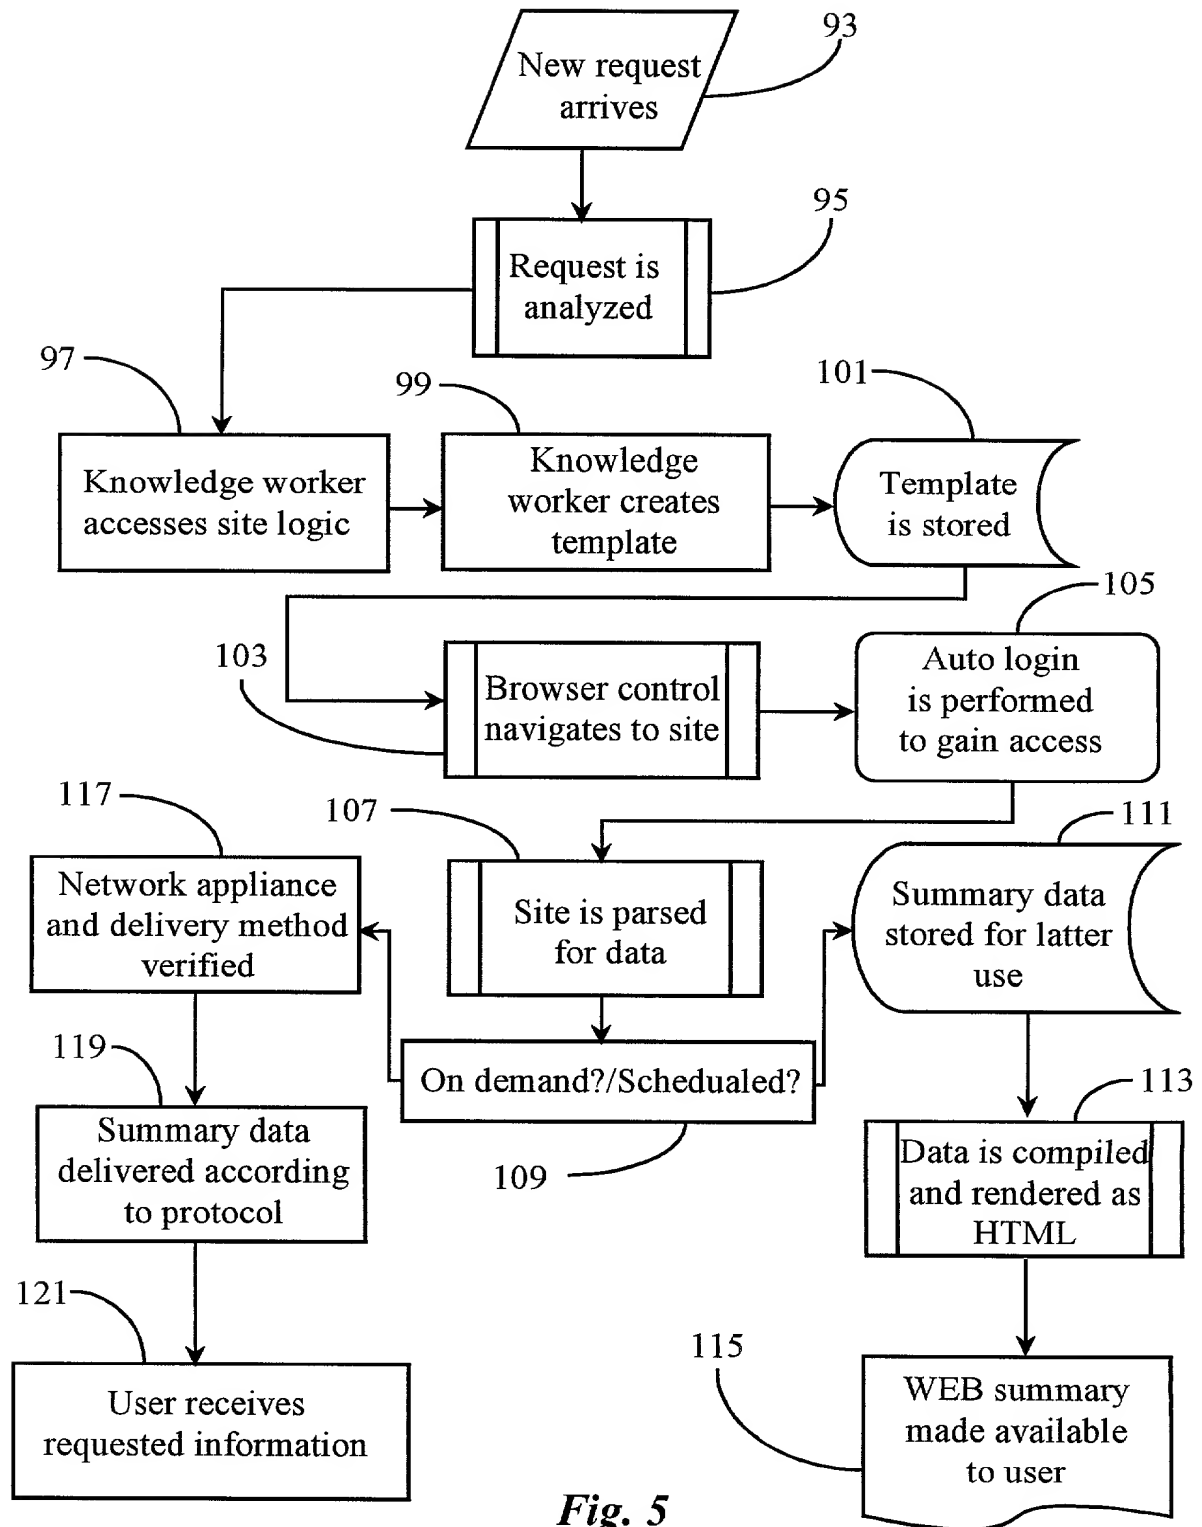 93
New request
arrives
95
Request is
analyzed
97
99
101
Knowledge worker
accesses site logic
Knowledge
worker creates
template
Template
is stored
105
103
Browser control
navigates to site
Auto login
is performed
to gain access
117
107
111
Network appliance
and delivery method
verified
Site is parsed
for data
Summary data
stored for latter
use
119
On demand?/Schedualed?
113
Summary data
delivered according
to protocol
109
Data is compiled
and rendered as
HTML
121
115
User receives
requested information
WEB summary
made available
to user
Fig. 5